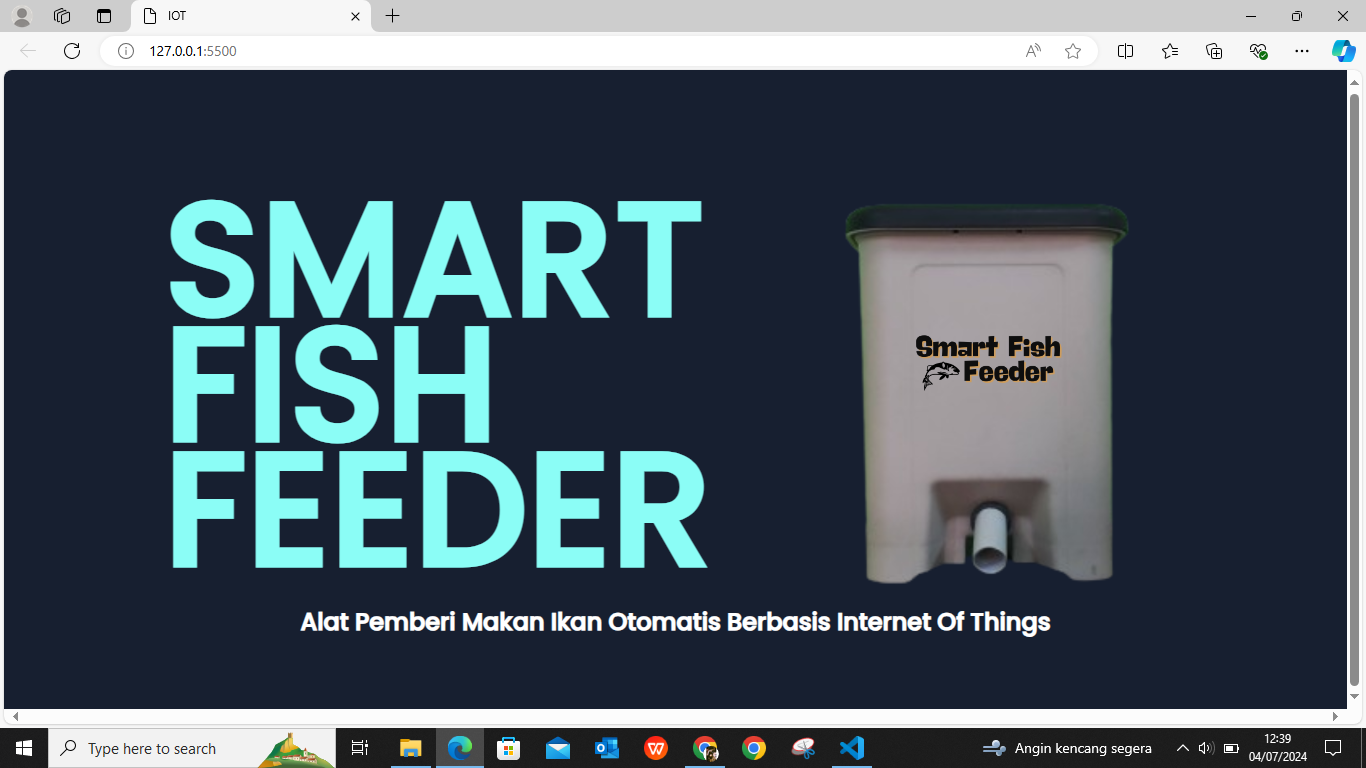 IOT
127.0.0.1:5500
SMART
FISH
FEEDER
Smart Fish
Feeder
Alat Pemberi Makan Ikan Otomatis Berbasis Internet Of Things
Type here to search
Angin kencang segera
12:39
04/07/2024